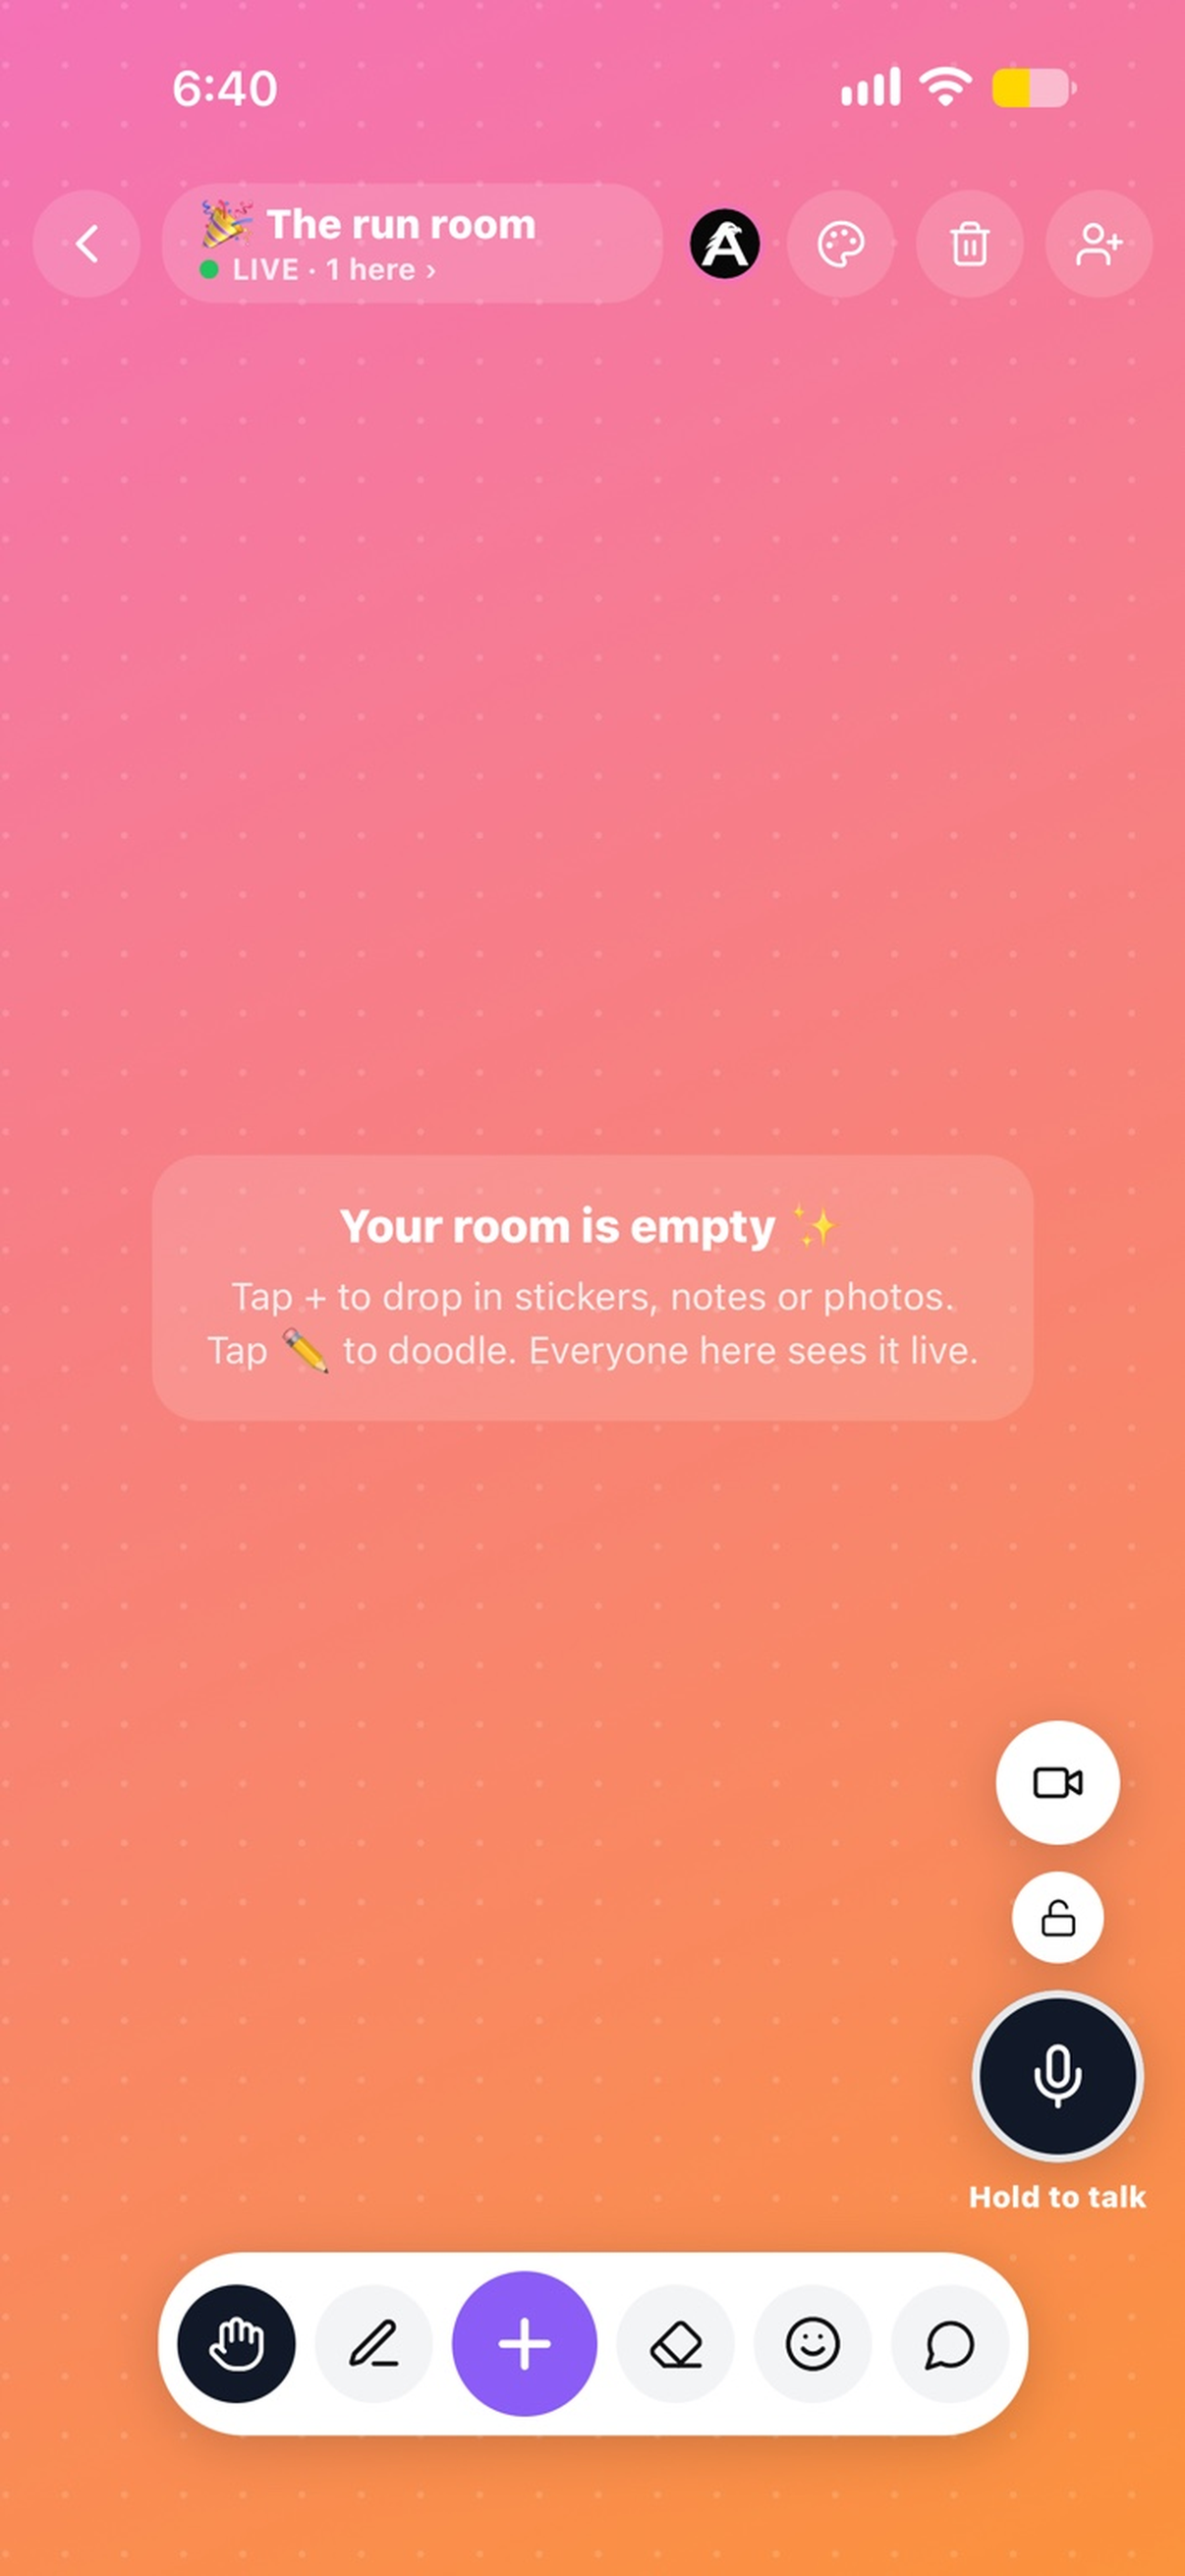 6:40
🎉 The run room
LIVE · 1 here ›
A
Your room is empty ✨
Tap + to drop in stickers, notes or photos.
Tap ✏️ to doodle. Everyone here sees it live.
Hold to talk